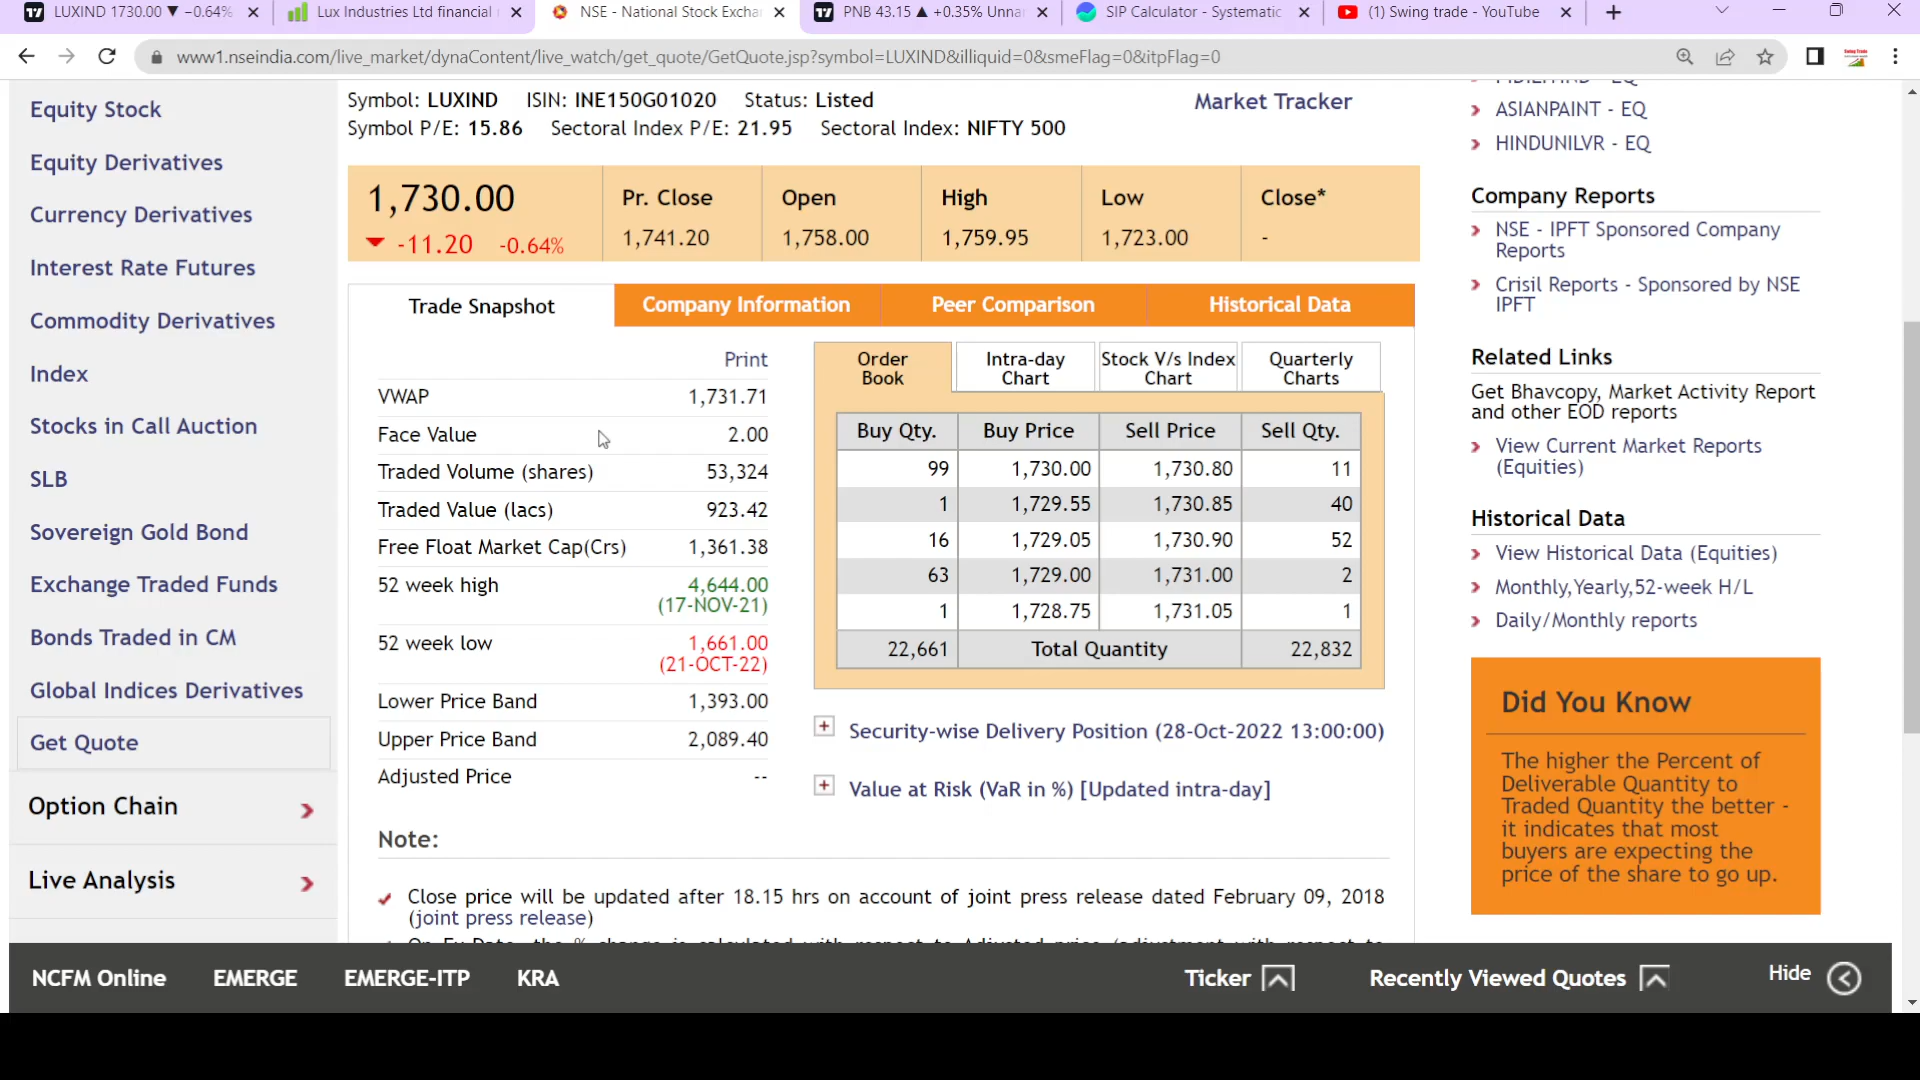 LUXIND 1730.00 ▼ −0.64%
Lux Industries Ltd financial
NSE - National Stock Excha
PNB 43.15 ▲ +0.35% Unna
SIP Calculator - Systematic
(1) Swing trade - YouTube
www1.nseindia.com/live_market/dynaContent/live_watch/get_quote/GetQuote.jsp?symbol=LUXIND&illiquid=0&smeFlag=0&itpFlag=0
Equity Stock
Equity Derivatives
Currency Derivatives
Interest Rate Futures
Commodity Derivatives
Index
Stocks in Call Auction
SLB
Sovereign Gold Bond
Exchange Traded Funds
Bonds Traded in CM
Global Indices Derivatives
Get Quote
Option Chain
Live Analysis
Symbol: LUXIND ISIN: INE150G01020 Status: Listed
Market Tracker
Symbol P/E: 15.86 Sectoral Index P/E: 21.95 Sectoral Index: NIFTY 500
1,730.00 Pr. Close Open High Low Close*
-11.20 -0.64% 1,741.20 1,758.00 1,759.95 1,723.00 -
Trade Snapshot Company Information Peer Comparison Historical Data
Print
VWAP 1,731.71
Face Value 2.00
Traded Volume (shares) 53,324
Traded Value (lacs) 923.42
Free Float Market Cap(Crs) 1,361.38
52 week high 4,644.00
(17-NOV-21)
52 week low 1,661.00
(21-OCT-22)
Lower Price Band 1,393.00
Upper Price Band 2,089.40
Adjusted Price --
Order
Book
Intra-day
Chart
Stock V/s Index
Chart
Quarterly
Charts
Buy Qty. Buy Price Sell Price Sell Qty.
99 1,730.00 1,730.80 11
1 1,729.55 1,730.85 40
16 1,729.05 1,730.90 52
63 1,729.00 1,731.00 2
1 1,728.75 1,731.05 1
22,661 Total Quantity 22,832
Security-wise Delivery Position (28-Oct-2022 13:00:00)
Value at Risk (VaR in %) [Updated intra-day]
Note:
Close price will be updated after 18.15 hrs on account of joint press release dated February 09, 2018
(joint press release)
ASIANPAINT - EQ
HINDUNILVR - EQ
Company Reports
NSE - IPFT Sponsored Company
Reports
Crisil Reports - Sponsored by NSE
IPFT
Related Links
Get Bhavcopy, Market Activity Report
and other EOD reports
View Current Market Reports
(Equities)
Historical Data
View Historical Data (Equities)
Monthly,Yearly,52-week H/L
Daily/Monthly reports
Did You Know
The higher the Percent of
Deliverable Quantity to
Traded Quantity the better -
it indicates that most
buyers are expecting the
price of the share to go up.
NCFM Online EMERGE EMERGE-ITP KRA Ticker Recently Viewed Quotes Hide